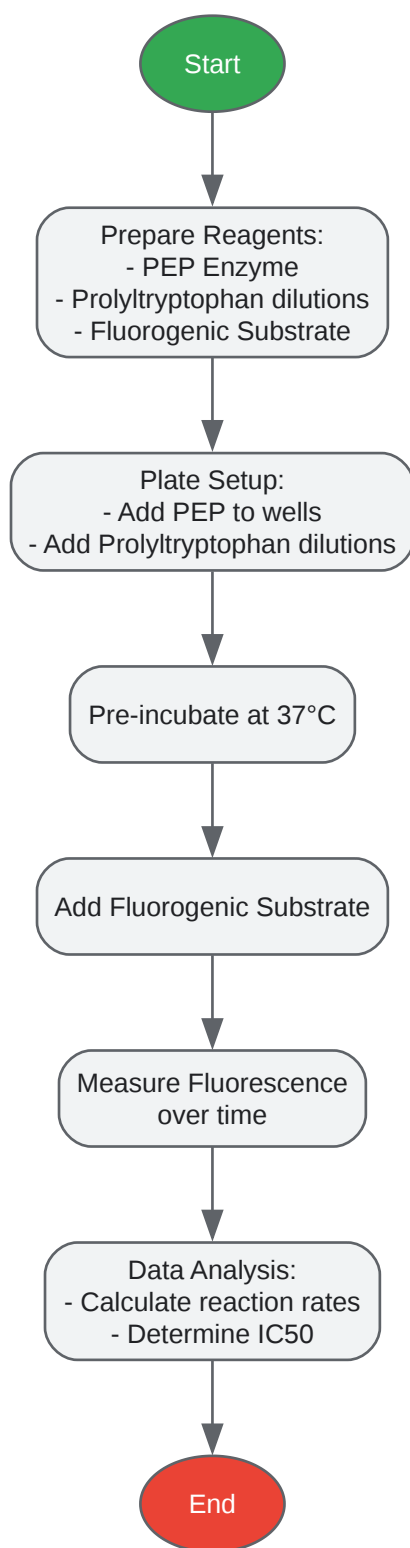 Start
Prepare Reagents:
- PEP Enzyme
- Prolyltryptophan dilutions
- Fluorogenic Substrate
Plate Setup:
- Add PEP to wells
- Add Prolyltryptophan dilutions
Pre-incubate at 37°C
Add Fluorogenic Substrate
Measure Fluorescence
over time
Data Analysis:
- Calculate reaction rates
- Determine IC50
End